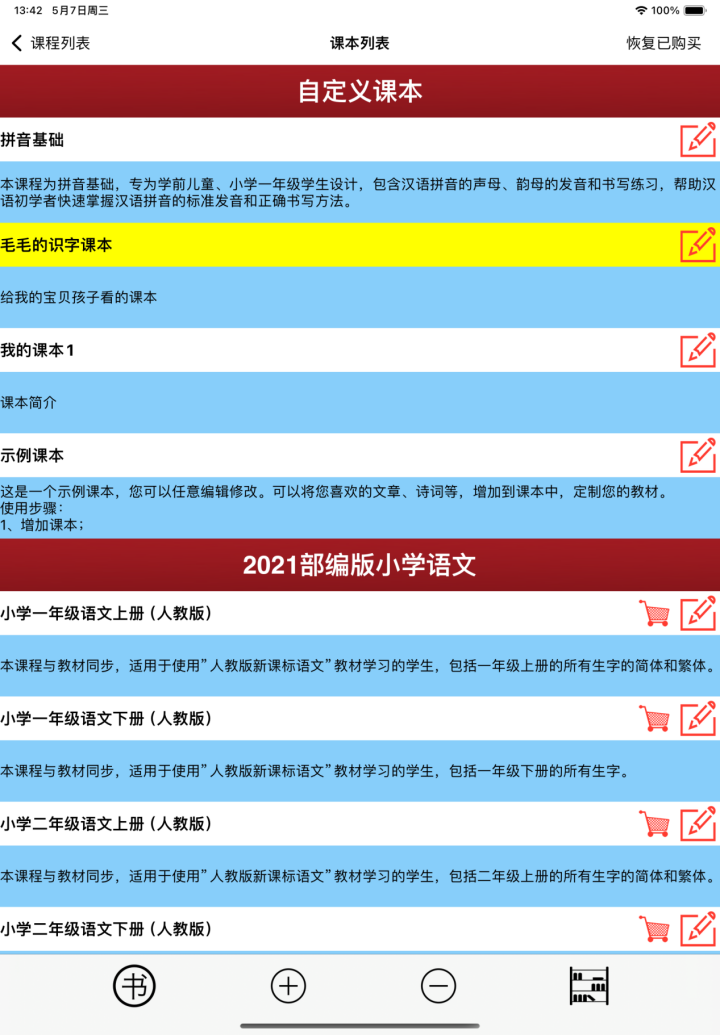 13:42 5月7日周三
100%
课程列表
课本列表
恢复已购买
自定义课本
拼音基础
本课程为拼音基础，专为学前儿童、小学一年级学生设计，包含汉语拼音的声母、韵母的发音和书写练习，帮助汉
语初学者快速掌握汉语拼音的标准发音和正确书写方法。
毛毛的识字课本
给我的宝贝孩子看的课本
我的课本1
课本简介
示例课本
这是一个示例课本，您可以任意编辑修改。可以将您喜欢的文章、诗词等，增加到课本中，定制您的教材。
使用步骤：
1、增加课本；
2021部编版小学语文
小学一年级语文上册（人教版）
本课程与教材同步，适用于使用”人教版新课标语文”教材学习的学生，包括一年级上册的所有生字的简体和繁体。
小学一年级语文下册（人教版）
本课程与教材同步，适用于使用”人教版新课标语文”教材学习的学生，包括一年级下册的所有生字。
小学二年级语文上册（人教版）
本课程与教材同步，适用于使用”人教版新课标语文”教材学习的学生，包括二年级上册的所有生字的简体和繁体。
小学二年级语文下册（人教版）
书